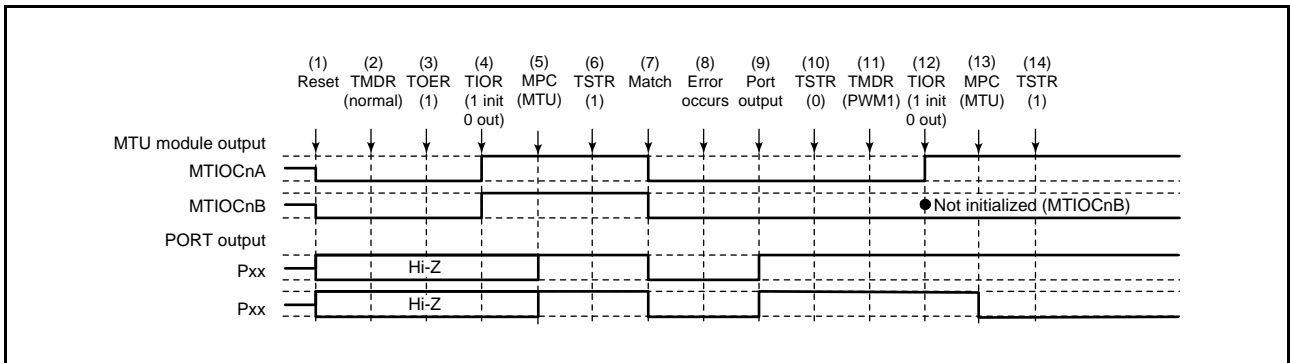 (1) (2) (3) (4) (5) (6) (7) (8) (9) (10) (11) (12) (13) (14)
Reset TMDR TOER TIOR MPC TSTR Match Error Port TSTR TMDR TIOR MPC TSTR
(normal) (1) (1 init (MTU) (1) occurs output (0) (PWM1) (1 init (MTU) (1)
0 out) 0 out)
MTU module output
MTIOCnA
MTIOCnB Not initialized (MTIOCnB)
PORT output
Pxx Hi-Z
Pxx Hi-Z